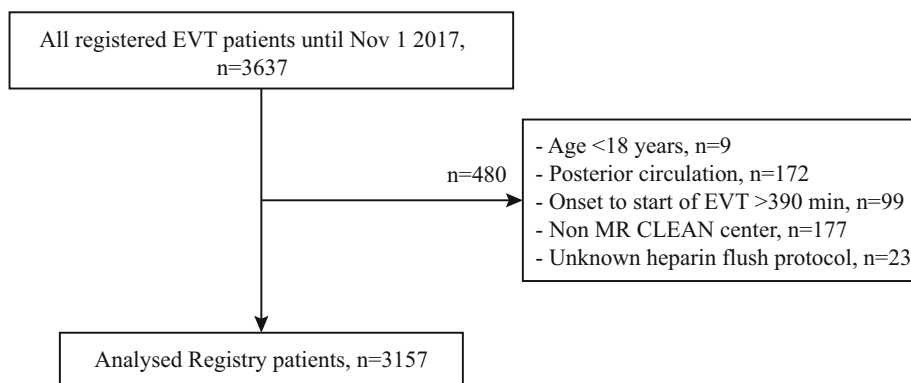 All registered EVT patients until Nov 1 2017,
n=3637
n=480
- Age <18 years, n=9
- Posterior circulation, n=172
- Onset to start of EVT >390 min, n=99
- Non MR CLEAN center, n=177
- Unknown heparin flush protocol, n=23
Analysed Registry patients, n=3157